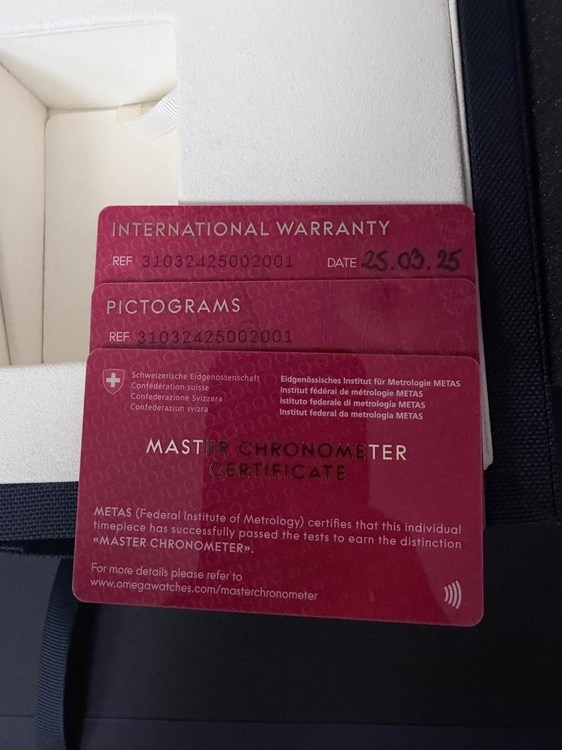 INTERNATIONAL WARRANTY
REF 31032425002001 DATE 25.03.25
PICTOGRAMS
REF 31032425002001
Schweizerische Eidgenossenschaft
Confédération suisse
Confederazione Svizzera
Confederaziun svizra
Eidgenössisches Institut für Metrologie METAS
Institut fédéral de métrologie METAS
Istituto federale di metrologia METAS
Institut federal da metrologia METAS
MASTER CHRONOMETER
CERTIFICATE
METAS (Federal Institute of Metrology) certifies that this individual
timepiece has successfully passed the tests to earn the distinction
«MASTER CHRONOMETER».
For more details please refer to
www.omegawatches.com/masterchronometer